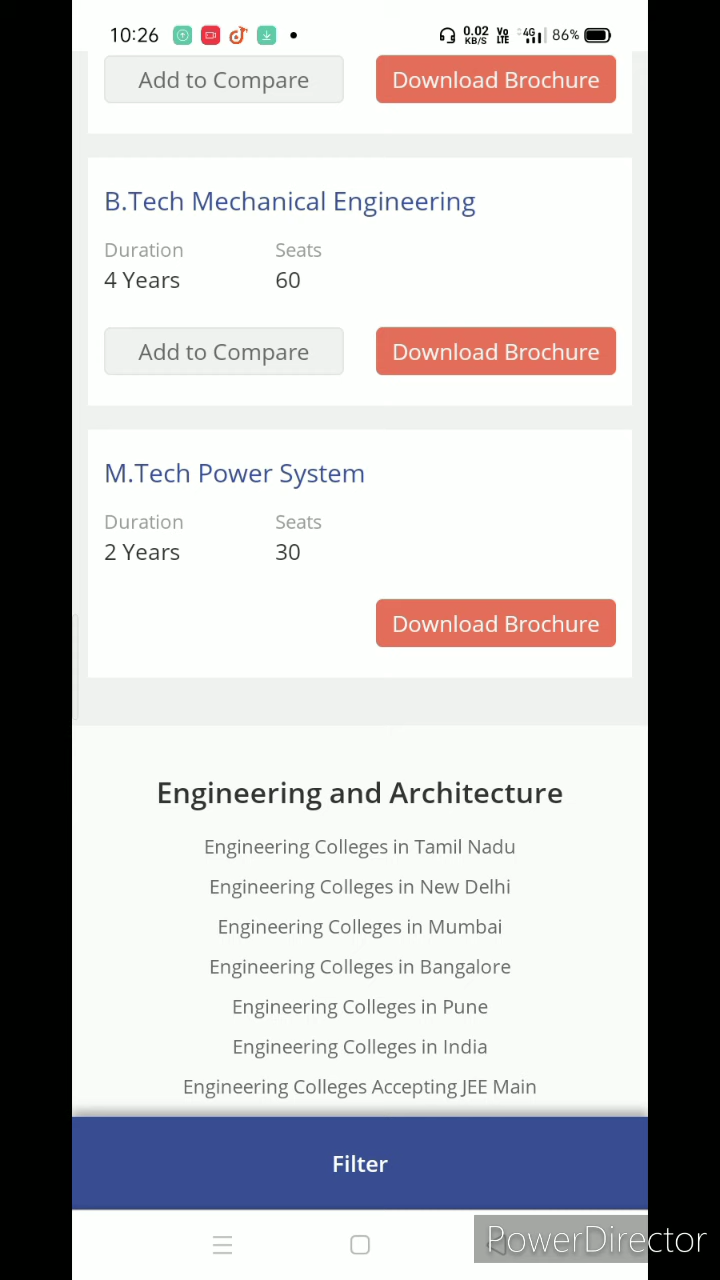 10:26 0.02 KB/S Vo LTE 4G 86%
Add to Compare Download Brochure
B.Tech Mechanical Engineering
Duration Seats
4 Years 60
Add to Compare Download Brochure
M.Tech Power System
Duration Seats
2 Years 30
Download Brochure
Engineering and Architecture
Engineering Colleges in Tamil Nadu
Engineering Colleges in New Delhi
Engineering Colleges in Mumbai
Engineering Colleges in Bangalore
Engineering Colleges in Pune
Engineering Colleges in India
Engineering Colleges Accepting JEE Main
Filter
PowerDirector